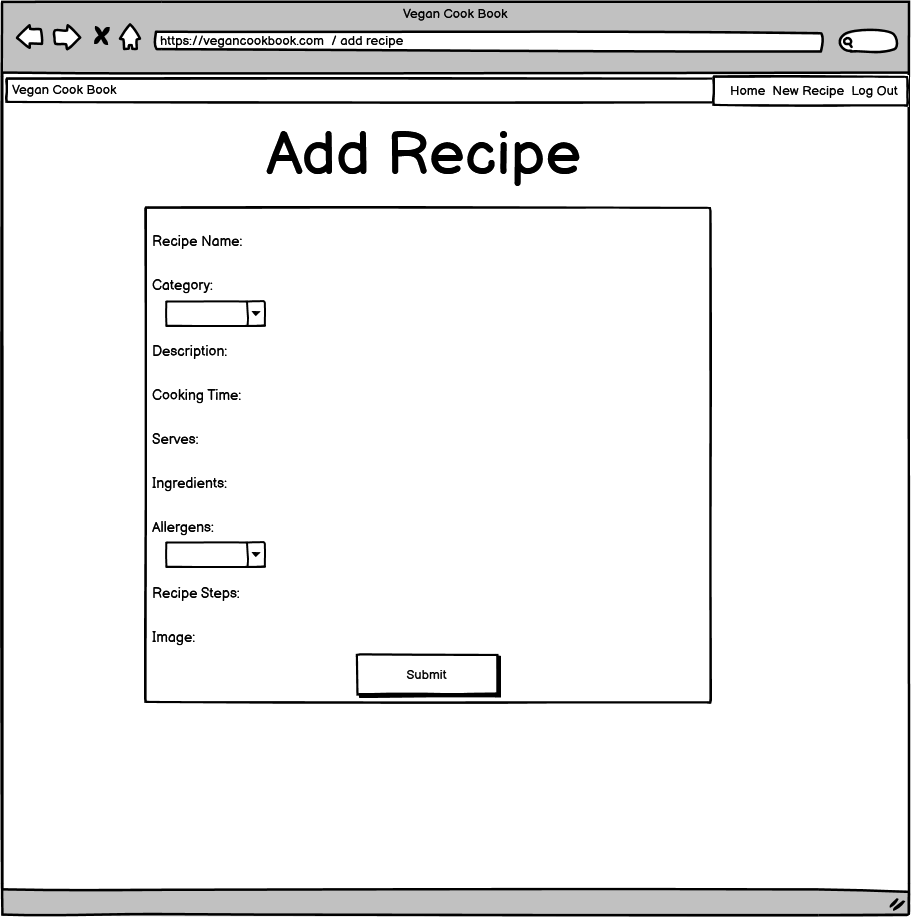 Vegan Cook Book
https://vegancookbook.com / add recipe
Vegan Cook Book
Home New Recipe Log Out
Add Recipe
Recipe Name:
Category:
Description:
Cooking Time:
Serves:
Ingredients:
Allergens:
Recipe Steps:
Image:
Submit